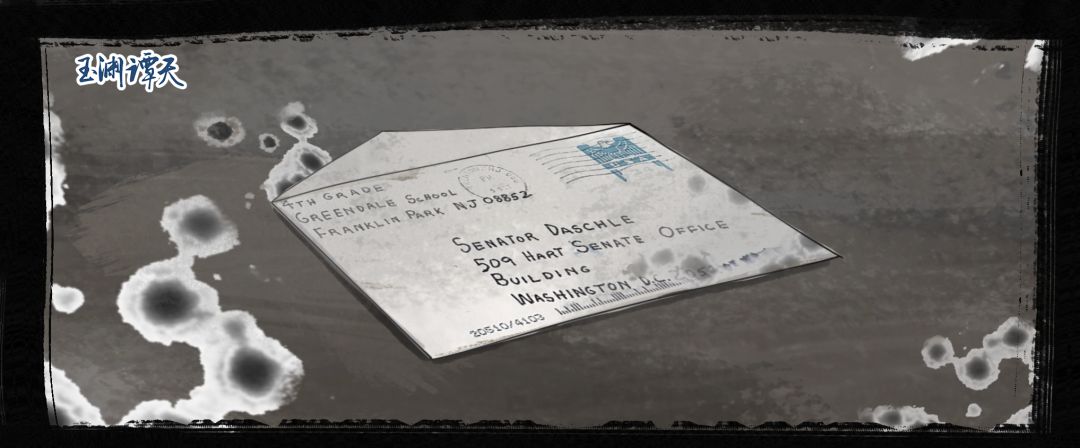 玉渊谭天
4TH GRADE
GREENDALE SCHOOL
FRANKLIN PARK NJ 08852
SENATOR DASCHLE
509 HART SENATE OFFICE
BUILDING
WASHINGTON D.C.
20510/4103